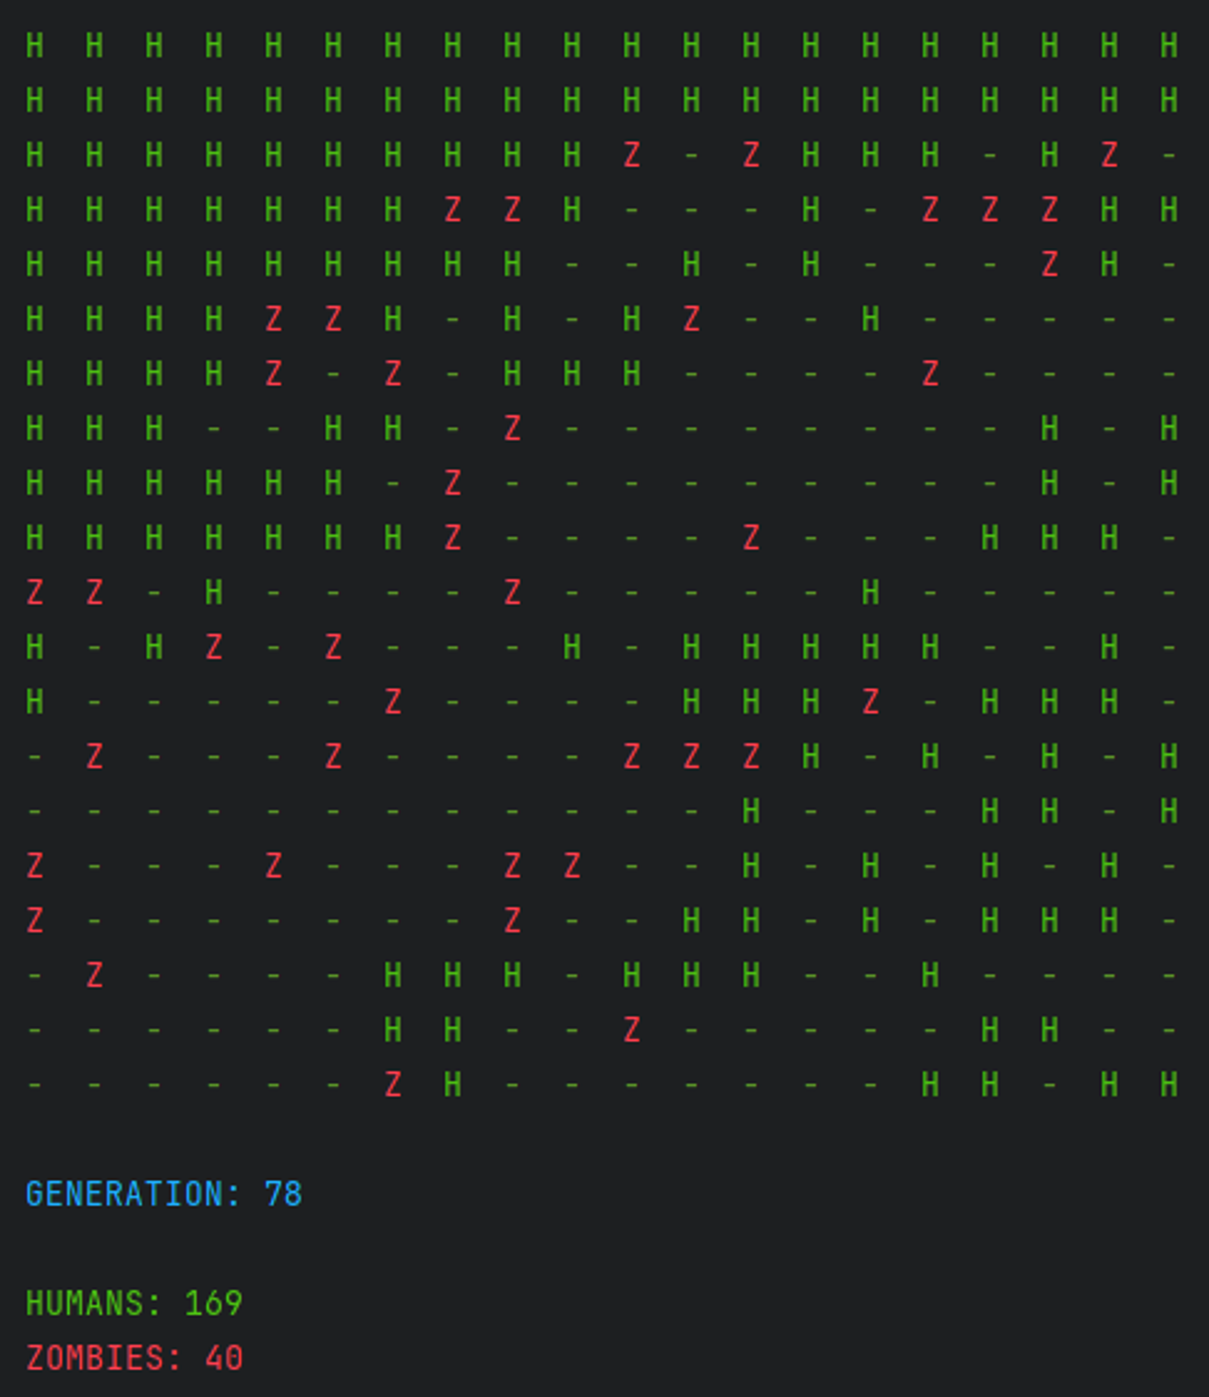 H H H H H H H H H H H H H H H H H H H H
H H H H H H H H H H H H H H H H H H H H
H H H H H H H H H H Z - Z H H H - H Z -
H H H H H H H Z Z H - - - H - Z Z Z H H
H H H H H H H H H - - H - H - - - Z H -
H H H H Z Z H - H - H Z - - H - - - - -
H H H H Z - Z - H H H - - - - Z - - - -
H H H - - H H - Z - - - - - - - - H - H
H H H H H H - Z - - - - - - - - - H - H
H H H H H H H Z - - - - Z - - - H H H -
Z Z - H - - - - Z - - - - - H - - - - -
H - H Z - Z - - - H - H H H H H - - H -
H - - - - - Z - - - - H H H Z - H H H -
- Z - - - Z - - - - Z Z Z H - H - H - H
- - - - - - - - - - - - H - - - H H - H
Z - - - Z - - - Z Z - - H - H - H - H -
Z - - - - - - - Z - - H H - H - H H H -
- Z - - - - H H H - H H H - - H - - - -
- - - - - - H H - - Z - - - - - H H - -
- - - - - - Z H - - - - - - - H H - H H
GENERATION: 78
HUMANS: 169
ZOMBIES: 40